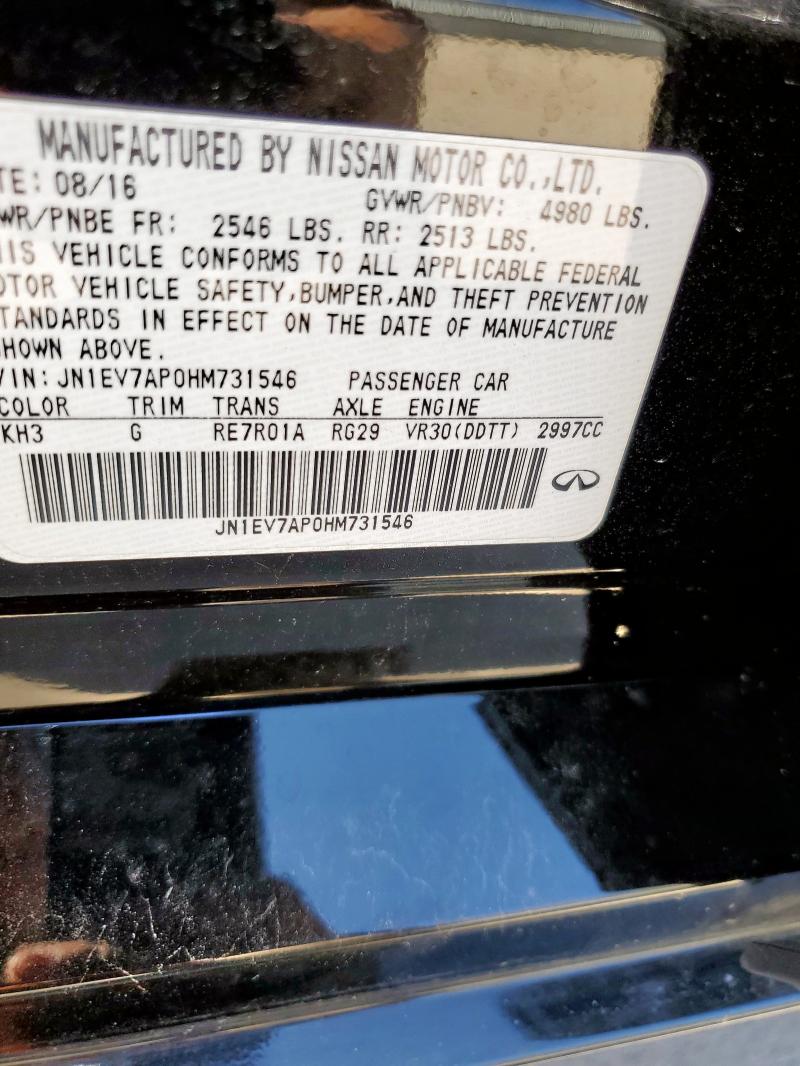 MANUFACTURED BY NISSAN MOTOR CO.,LTD.
TE: 08/16 GVWR/PNBV: 4980 LBS.
WR/PNBE FR: 2546 LBS. RR: 2513 LBS.
HIS VEHICLE CONFORMS TO ALL APPLICABLE FEDERAL
OTOR VEHICLE SAFETY,BUMPER,AND THEFT PREVENTION
TANDARDS IN EFFECT ON THE DATE OF MANUFACTURE
HOWN ABOVE.
VIN: JN1EV7AP0HM731546 PASSENGER CAR
COLOR TRIM TRANS AXLE ENGINE
KH3 G RE7R01A RG29 VR30(DDTT) 2997CC
JN1EV7AP0HM731546